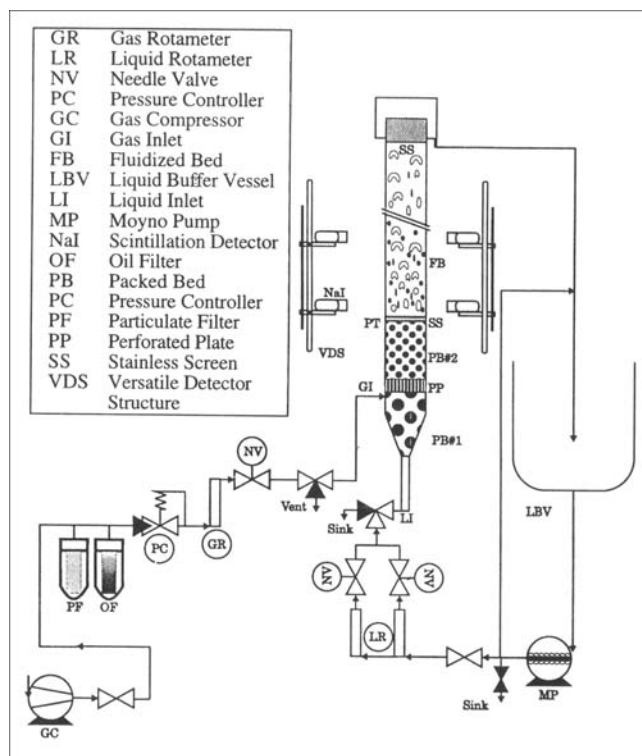 GR Gas Rotameter
LR Liquid Rotameter
NV Needle Valve
PC Pressure Controller
GC Gas Compressor
GI Gas Inlet
FB Fluidized Bed
LBV Liquid Buffer Vessel
LI Liquid Inlet
MP Moyno Pump
NaI Scintillation Detector
OF Oil Filter
PB Packed Bed
PC Pressure Controller
PF Particulate Filter
PP Perforated Plate
SS Stainless Screen
VDS Versatile Detector
Structure
SS
FB
NaI
PT
SS
VDS
PB#2
GI
PP
PB#1
NV
Vent
LI
Sink
LBV
PC
GR
NV
NV
PF
OF
LR
MP
Sink
GC